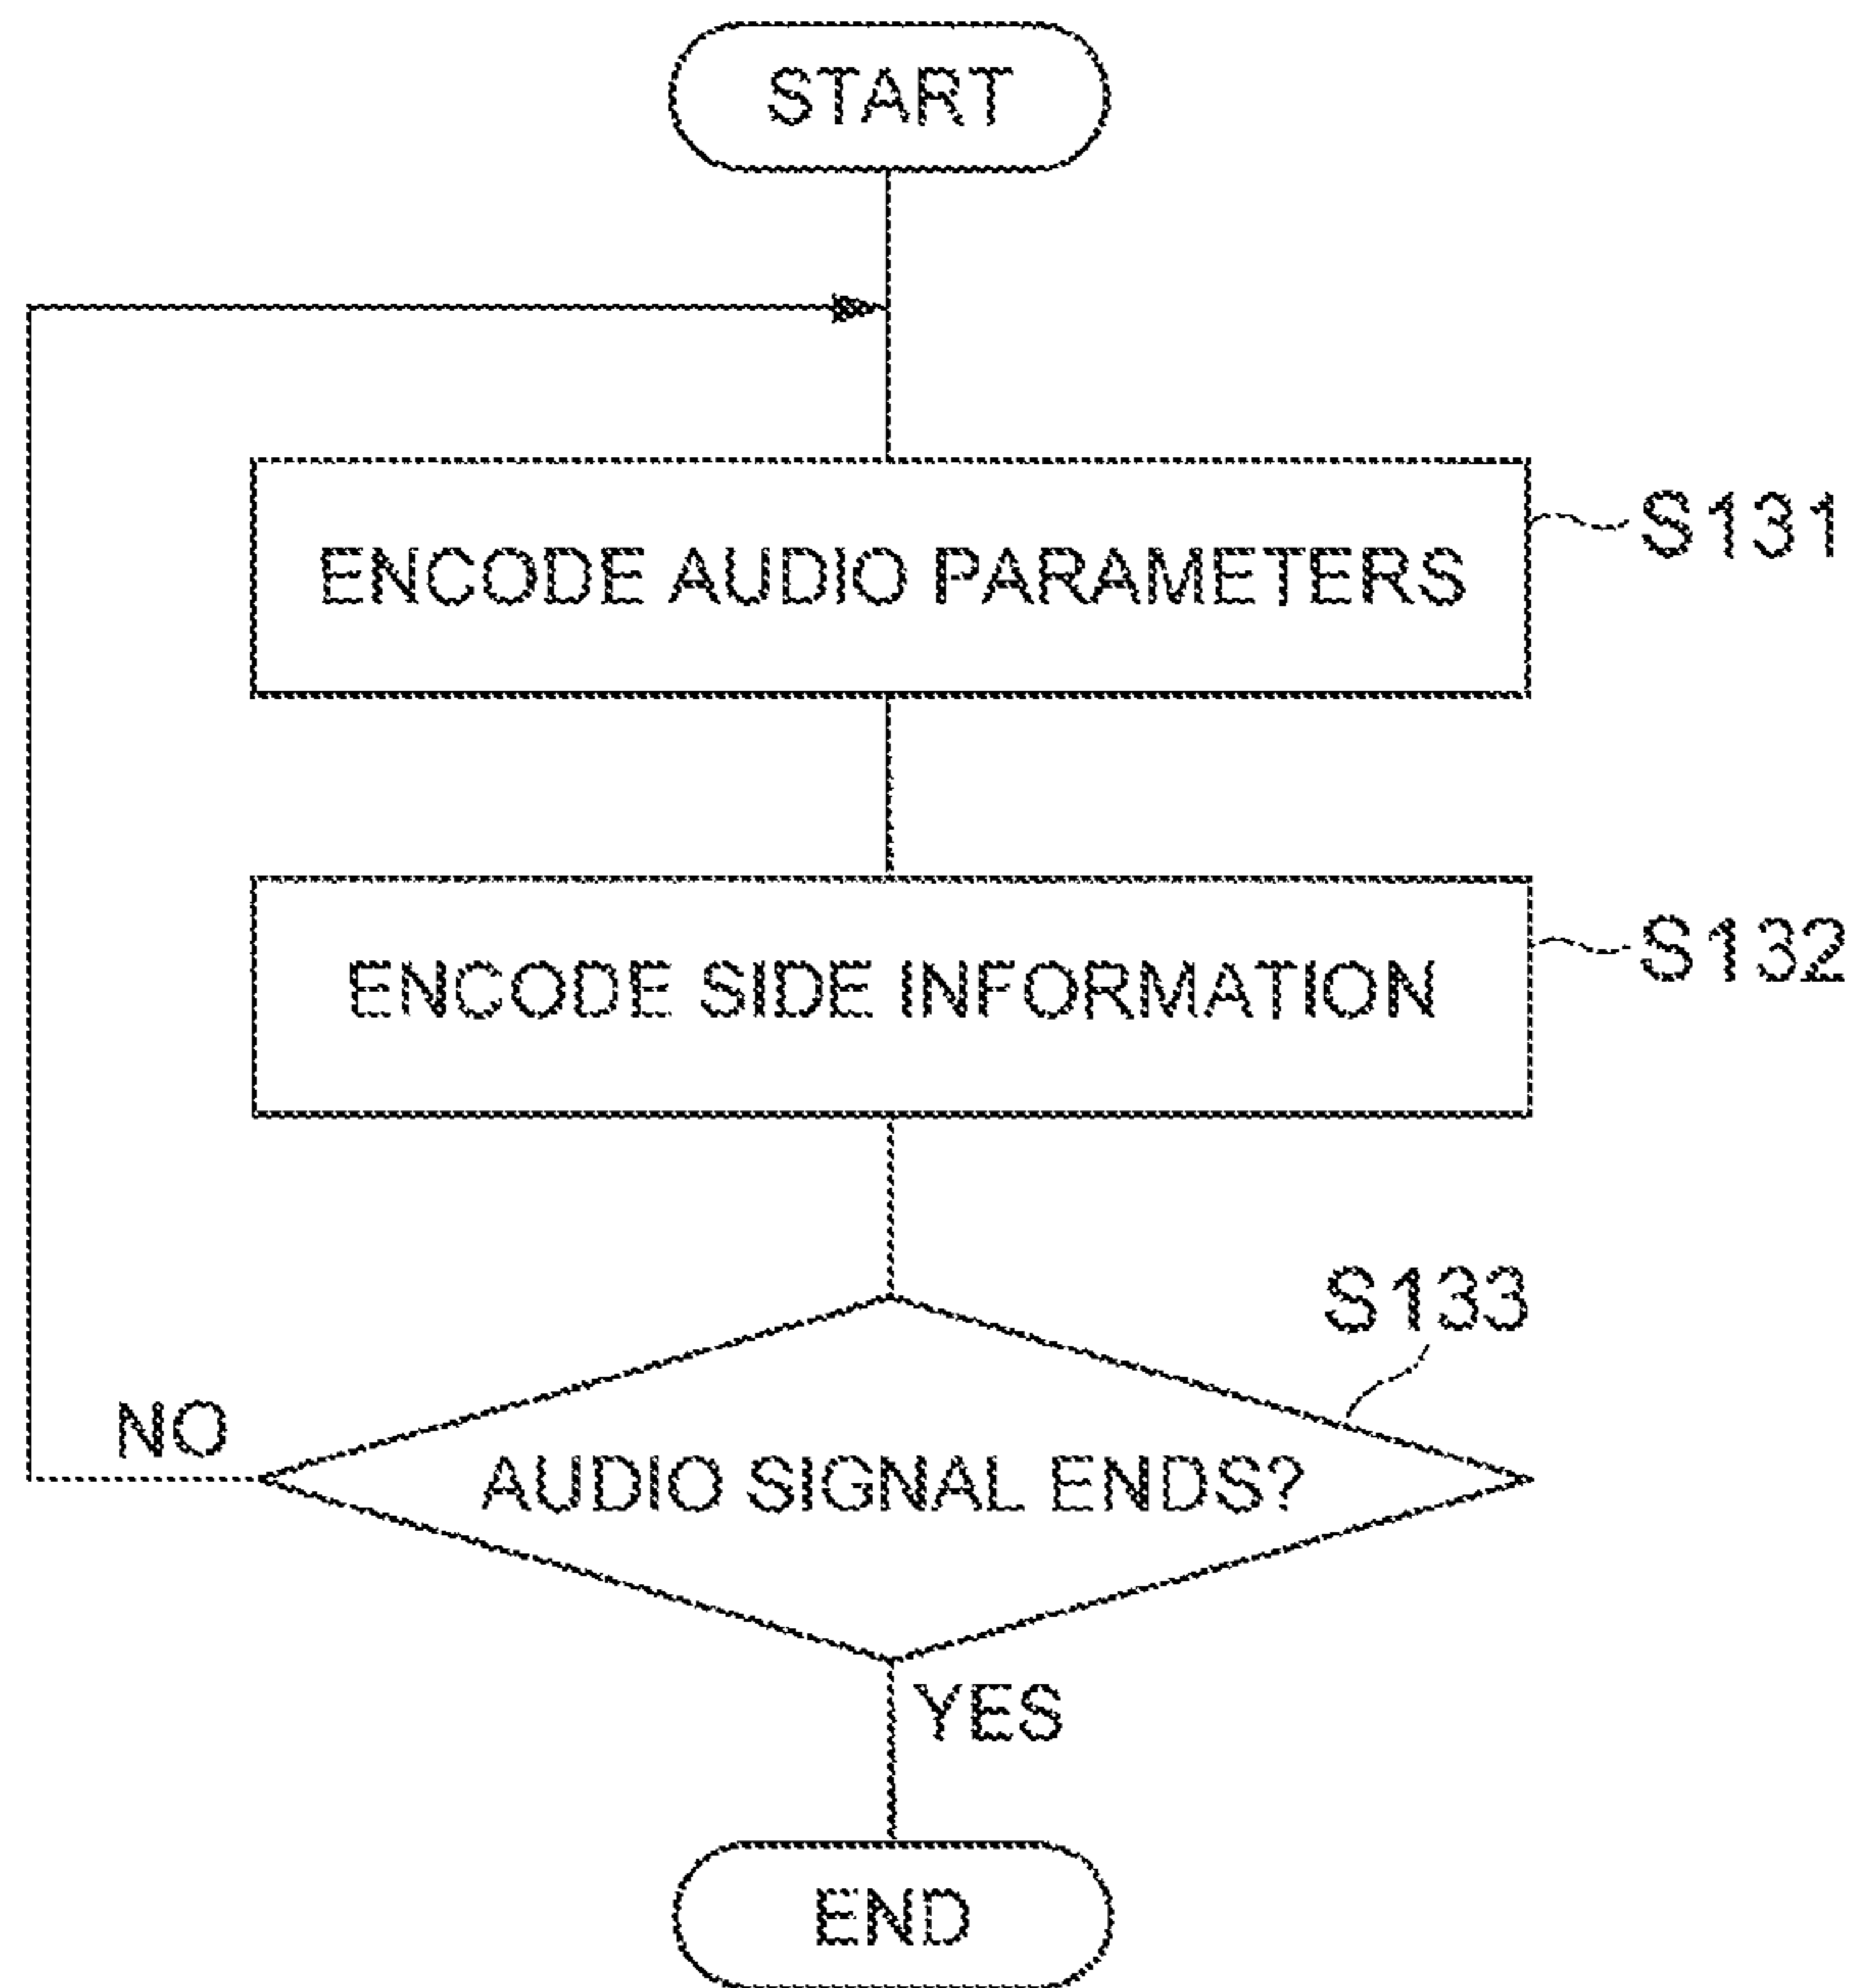 START
ENCODE AUDIO PARAMETERS
S131
ENCODE SIDE INFORMATION
S132
S133
NO
AUDIO SIGNAL ENDS?
YES
END